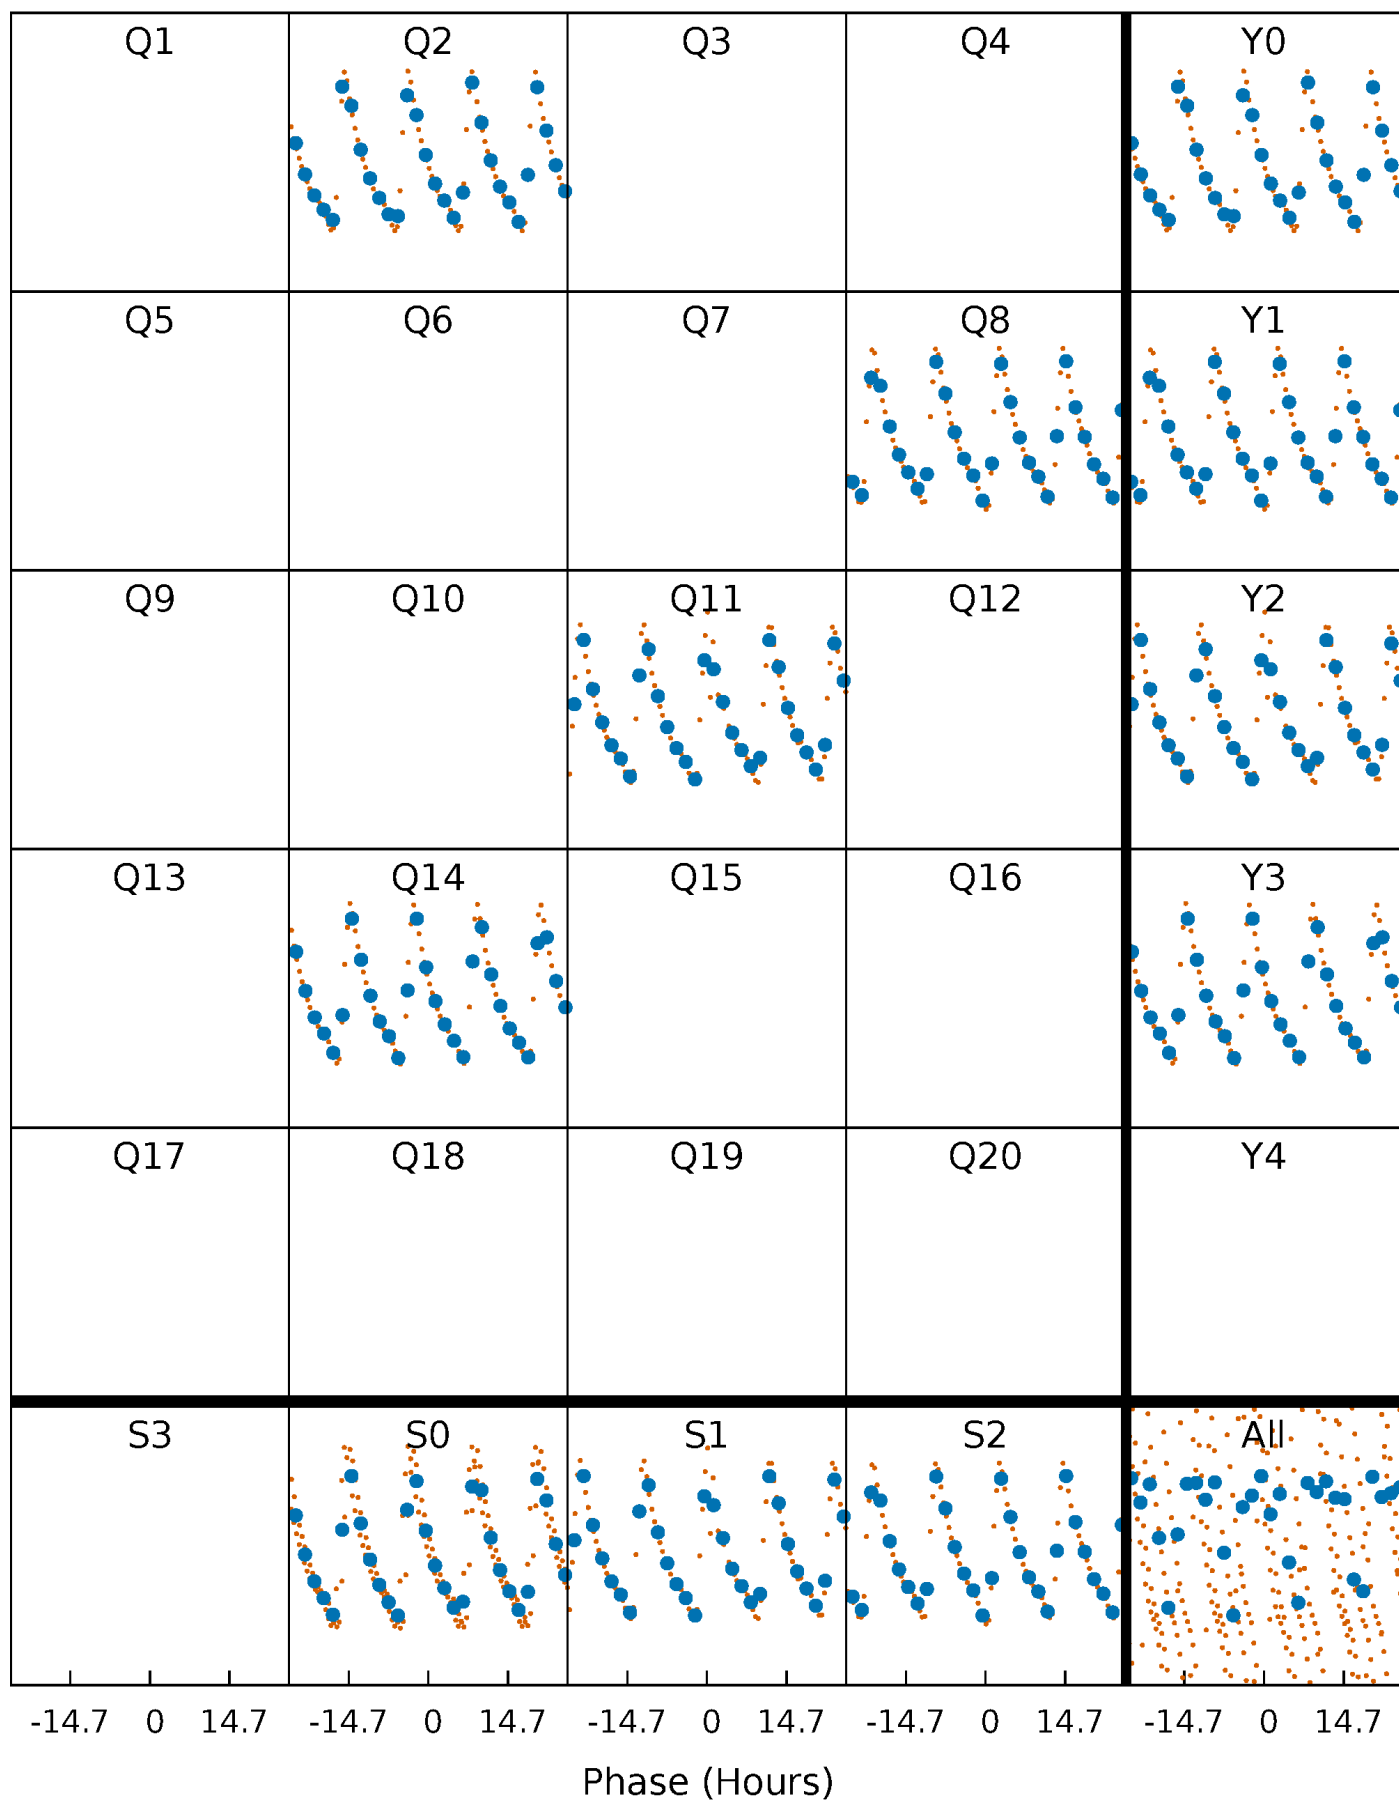 Q1 Q2 Q3 Q4 Y0
Q5 Q6 Q7 Q8 Y1
Q9 Q10 Q11 Q12 Y2
Q13 Q14 Q15 Q16 Y3
Q17 Q18 Q19 Q20 Y4
S3 S0 S1 S2 All
-14.7 0 14.7 -14.7 0 14.7 -14.7 0 14.7 -14.7 0 14.7 -14.7 0 14.7
Phase (Hours)